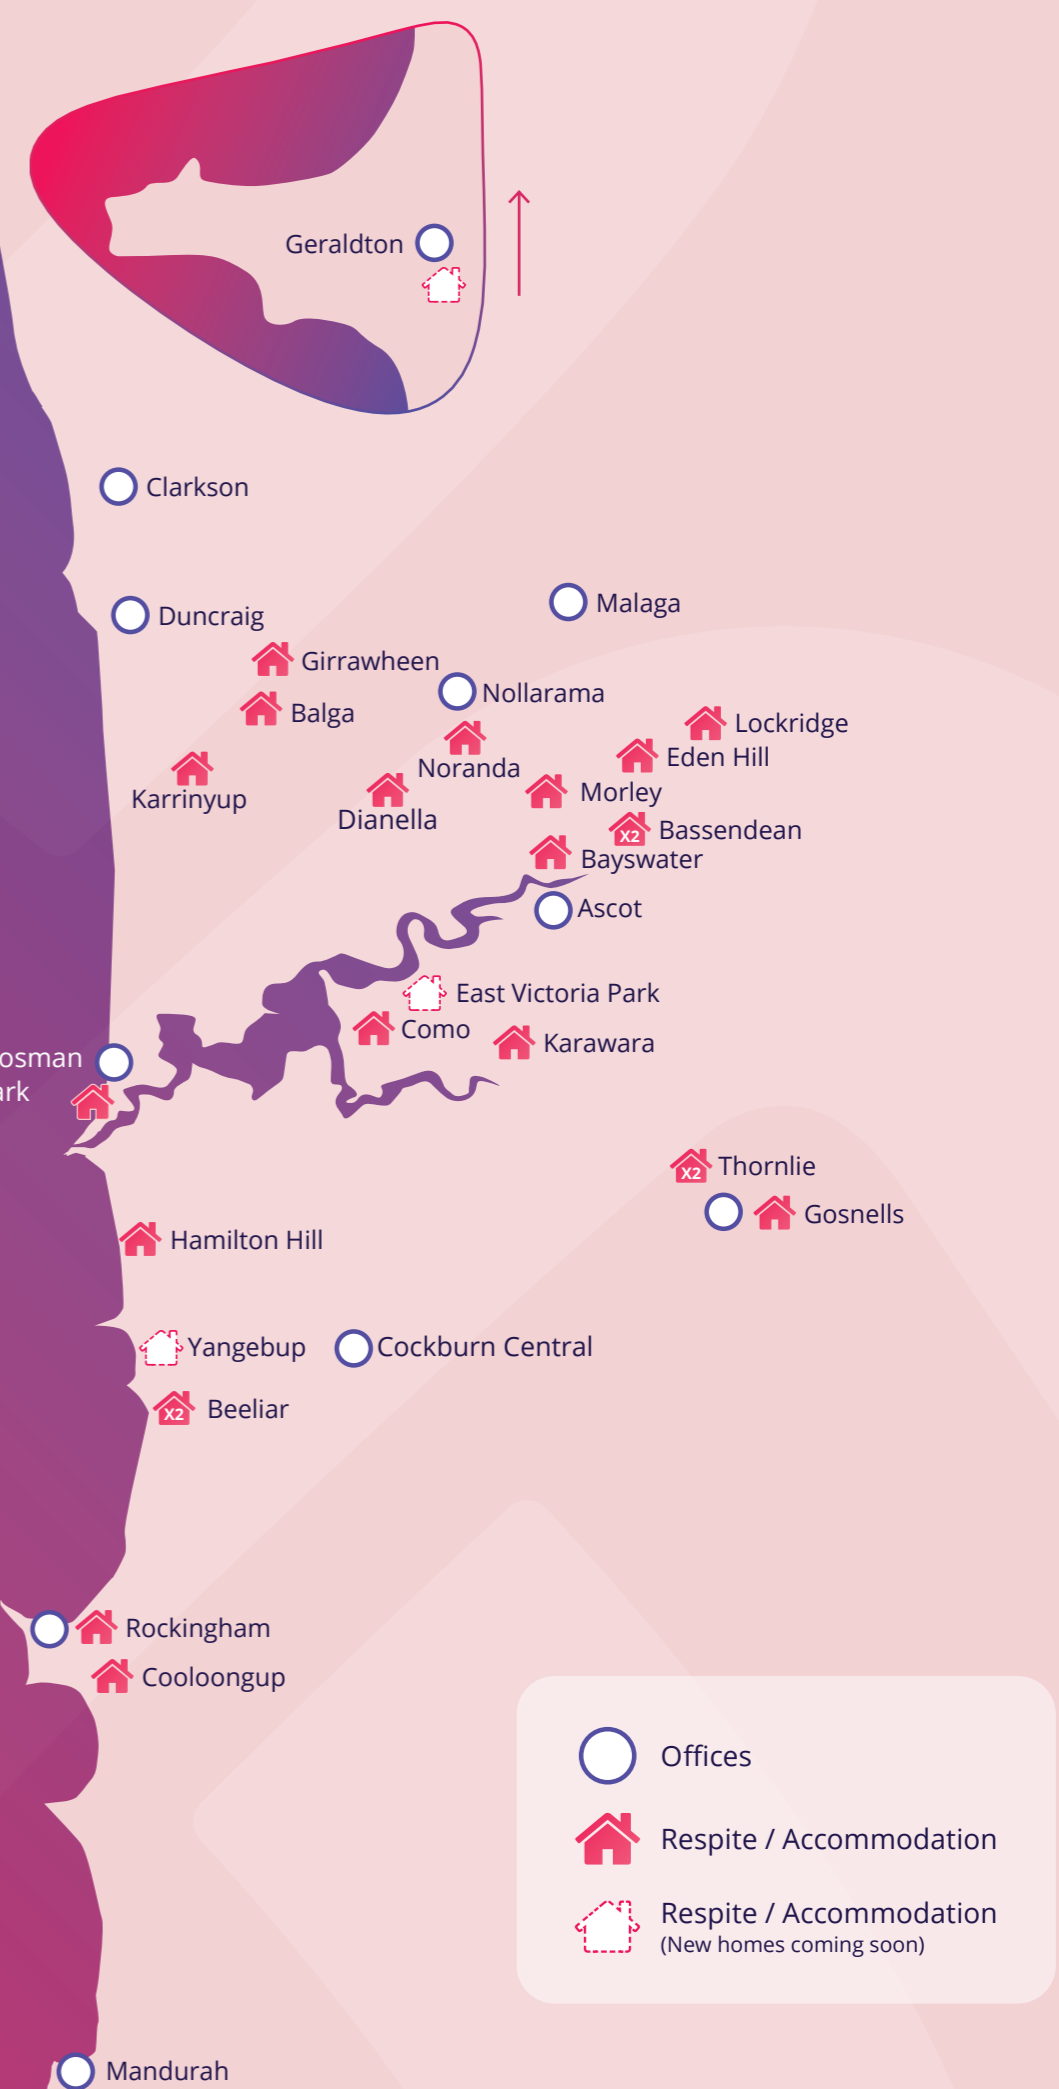 Geraldton
Clarkson
Duncraig
Malaga
Girrawheen
Nollarama
Balga
Lockridge
Eden Hill
Noranda
Karrinyup
Morley
Dianella
X2 Bassendean
Bayswater
Ascot
East Victoria Park
Como
Karawara
osman
ark
X2 Thornlie
Gosnells
Hamilton Hill
Yangebup
Cockburn Central
X2 Beeliar
Rockingham
Cooloongup
Offices
Respite / Accommodation
Respite / Accommodation
(New homes coming soon)
Mandurah